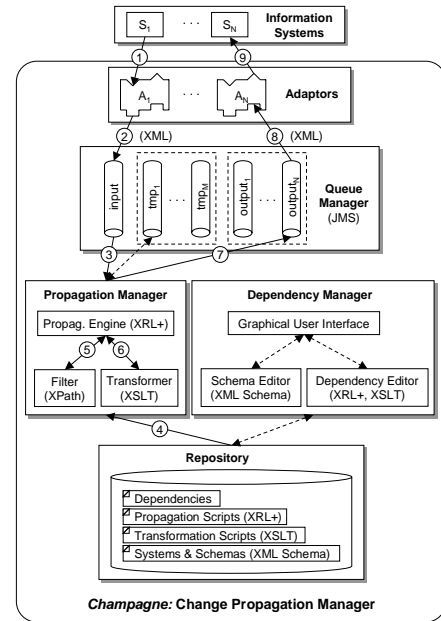 S1 · · · SN
Information
Systems
1 9
A1 · · · AN
Adaptors
2 (XML) 8 (XML)
input
tmp1 · · · tmpM
output1 · · · outputN
Queue
Manager
(JMS)
3 7
Propagation Manager
Propag. Engine (XRL+)
5 6
Filter
(XPath)
Transformer
(XSLT)
Dependency Manager
Graphical User Interface
Schema Editor
(XML Schema)
Dependency Editor
(XRL+, XSLT)
4
Repository
Dependencies
Propagation Scripts (XRL+)
Transformation Scripts (XSLT)
Systems & Schemas (XML Schema)
Champagne: Change Propagation Manager